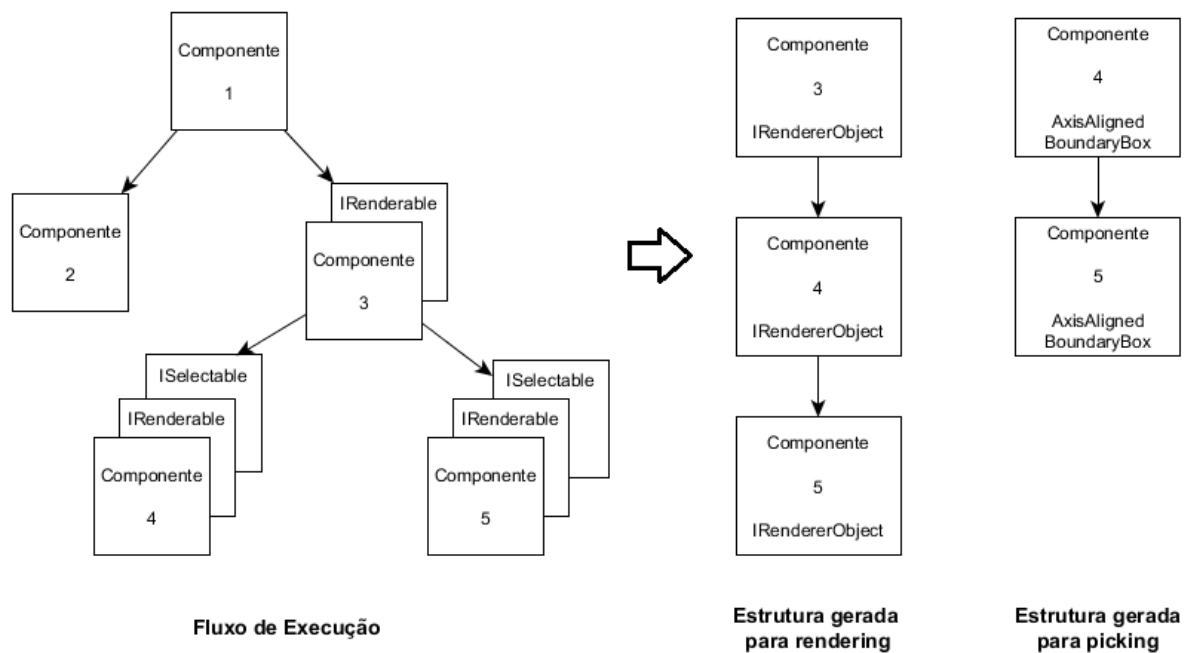 Componente
1
Componente
2
IRenderable
Componente
3
ISelectable
IRenderable
Componente
4
ISelectable
IRenderable
Componente
5
Fluxo de Execução
Componente
3
IRendererObject
Componente
4
IRendererObject
Componente
5
IRendererObject
Estrutura gerada
para rendering
Componente
4
AxisAligned
BoundaryBox
Componente
5
AxisAligned
BoundaryBox
Estrutura gerada
para picking